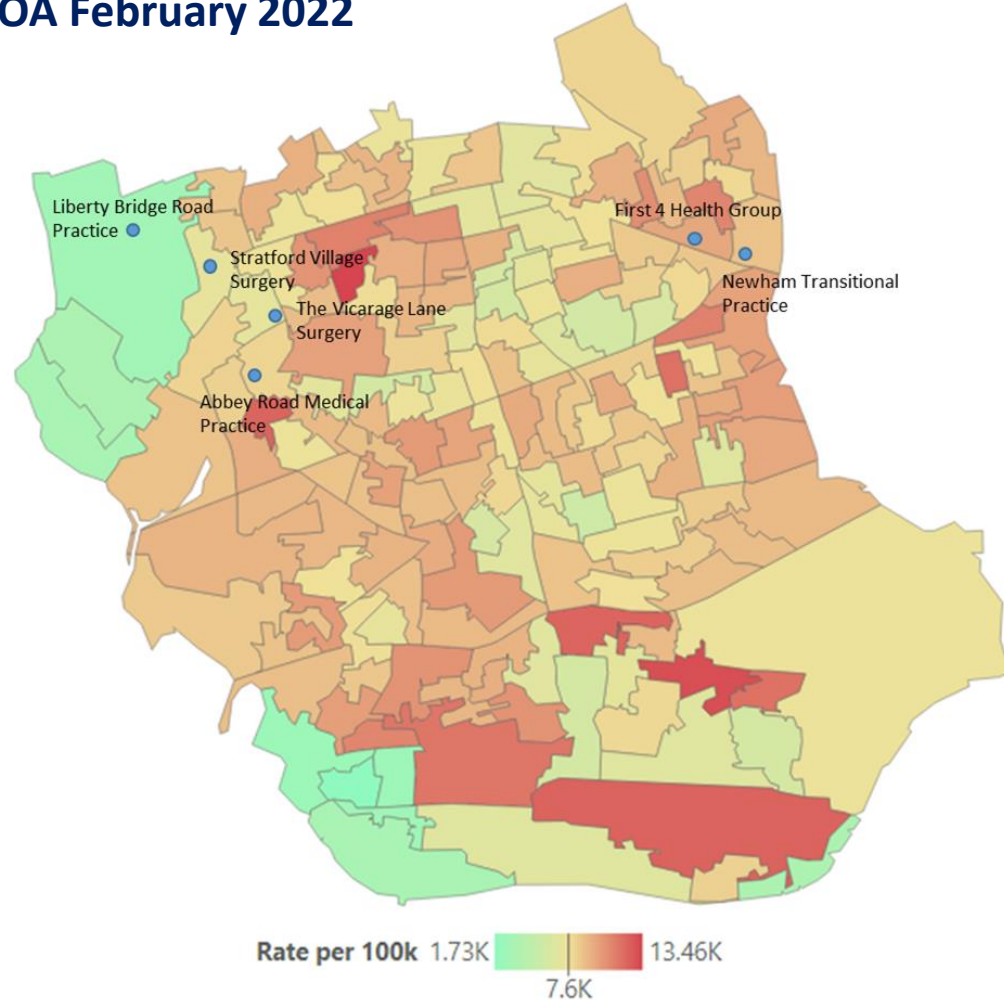 OA February 2022
Liberty Bridge Road
Practice
First 4 Health Group
Stratford Village
Surgery
Newham Transitional
Practice
The Vicarage Lane
Surgery
Abbey Road Medical
Practice
Rate per 100k 1.73K 13.46K
7.6K